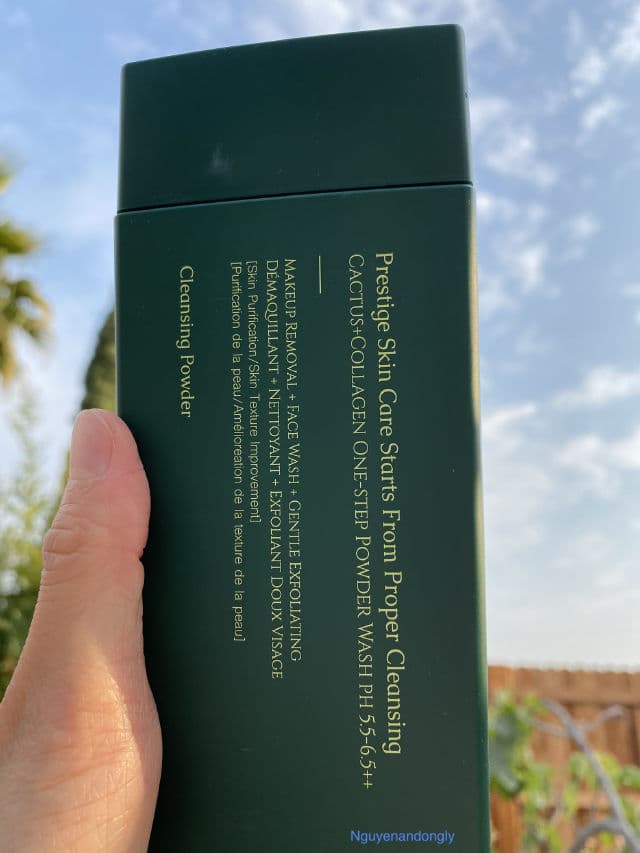 Prestige Skin Care Starts From Proper Cleansing
CACTUS+COLLAGEN ONE-STEP POWDER WASH PH 5.5-6.5++
MAKEUP REMOVAL + FACE WASH + GENTLE EXFOLIATING
DÉMAQUILLANT + NETTOYANT + EXFOLIANT DOUX VISAGE
[Skin Purification/Skin Texture Improvement]
[Purification de la peau/Amélioreation de la texture de la peau]
Cleansing Powder
Nguyenandongly